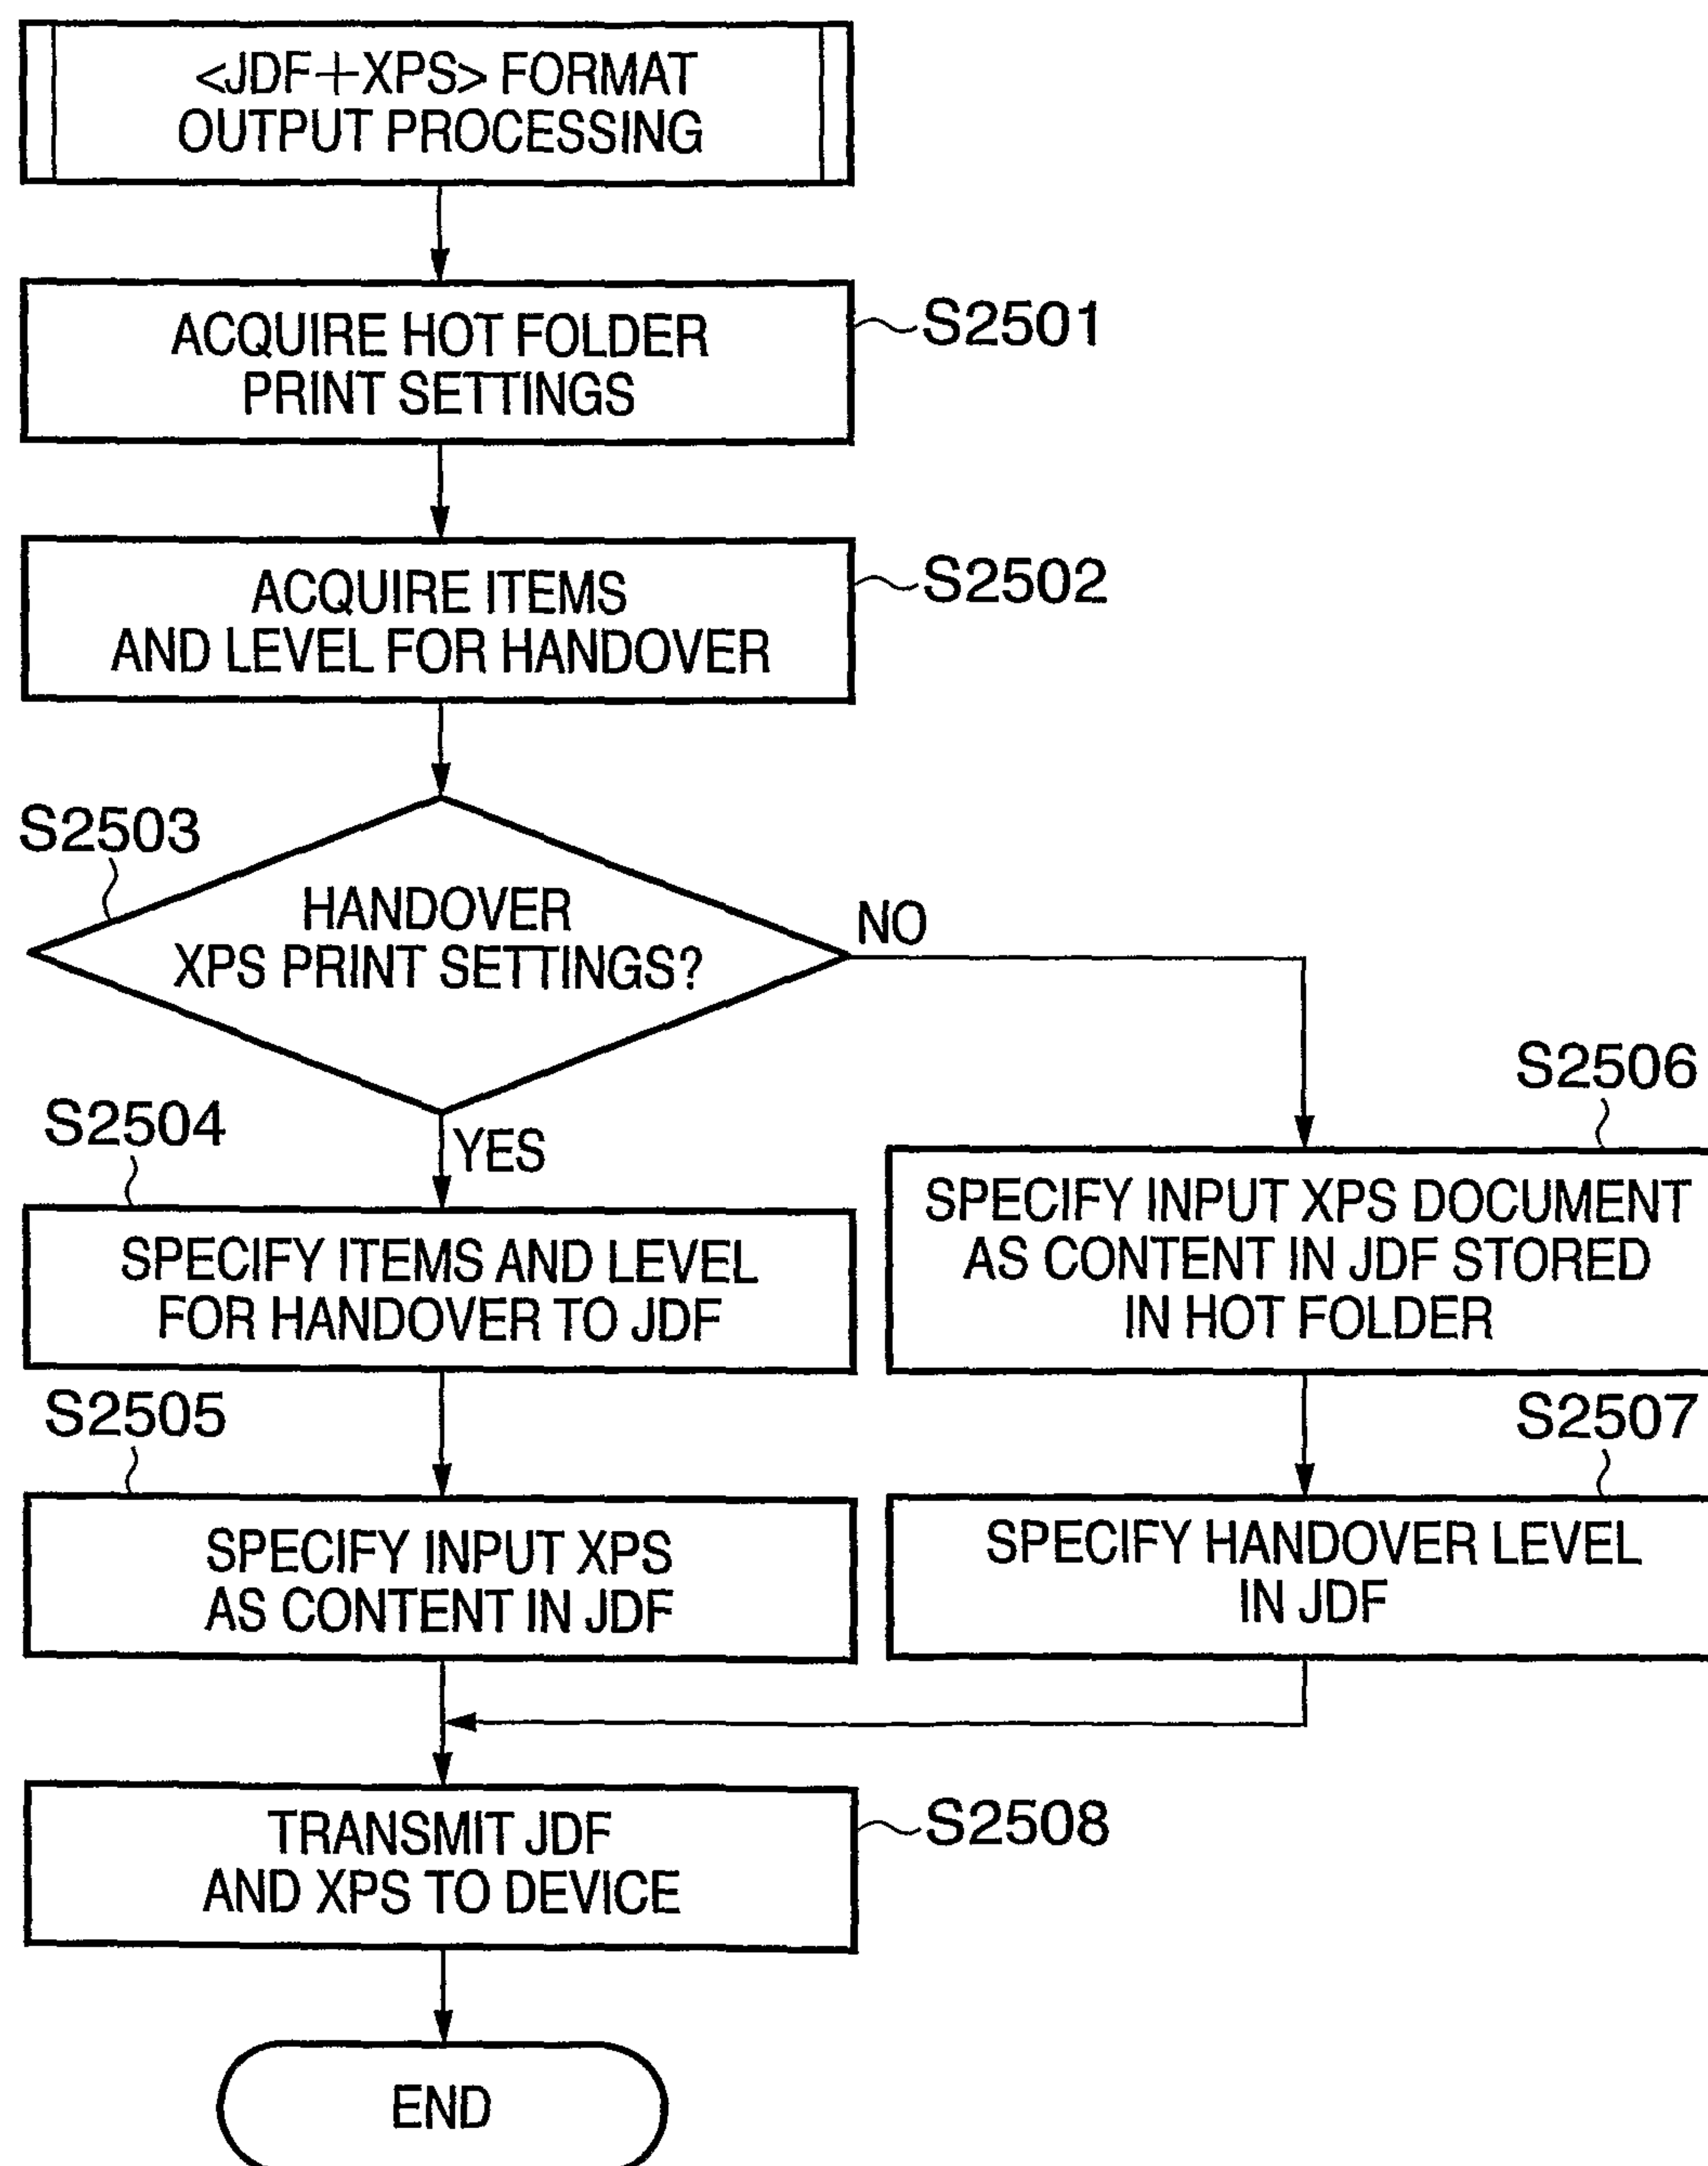 <JDF+XPS> FORMAT
OUTPUT PROCESSING
ACQUIRE HOT FOLDER
PRINT SETTINGS
S2501
ACQUIRE ITEMS
AND LEVEL FOR HANDOVER
S2502
S2503
HANDOVER
XPS PRINT SETTINGS?
NO
YES
S2504
SPECIFY ITEMS AND LEVEL
FOR HANDOVER TO JDF
S2506
SPECIFY INPUT XPS DOCUMENT
AS CONTENT IN JDF STORED
IN HOT FOLDER
S2505
SPECIFY INPUT XPS
AS CONTENT IN JDF
S2507
SPECIFY HANDOVER LEVEL
IN JDF
TRANSMIT JDF
AND XPS TO DEVICE
S2508
END